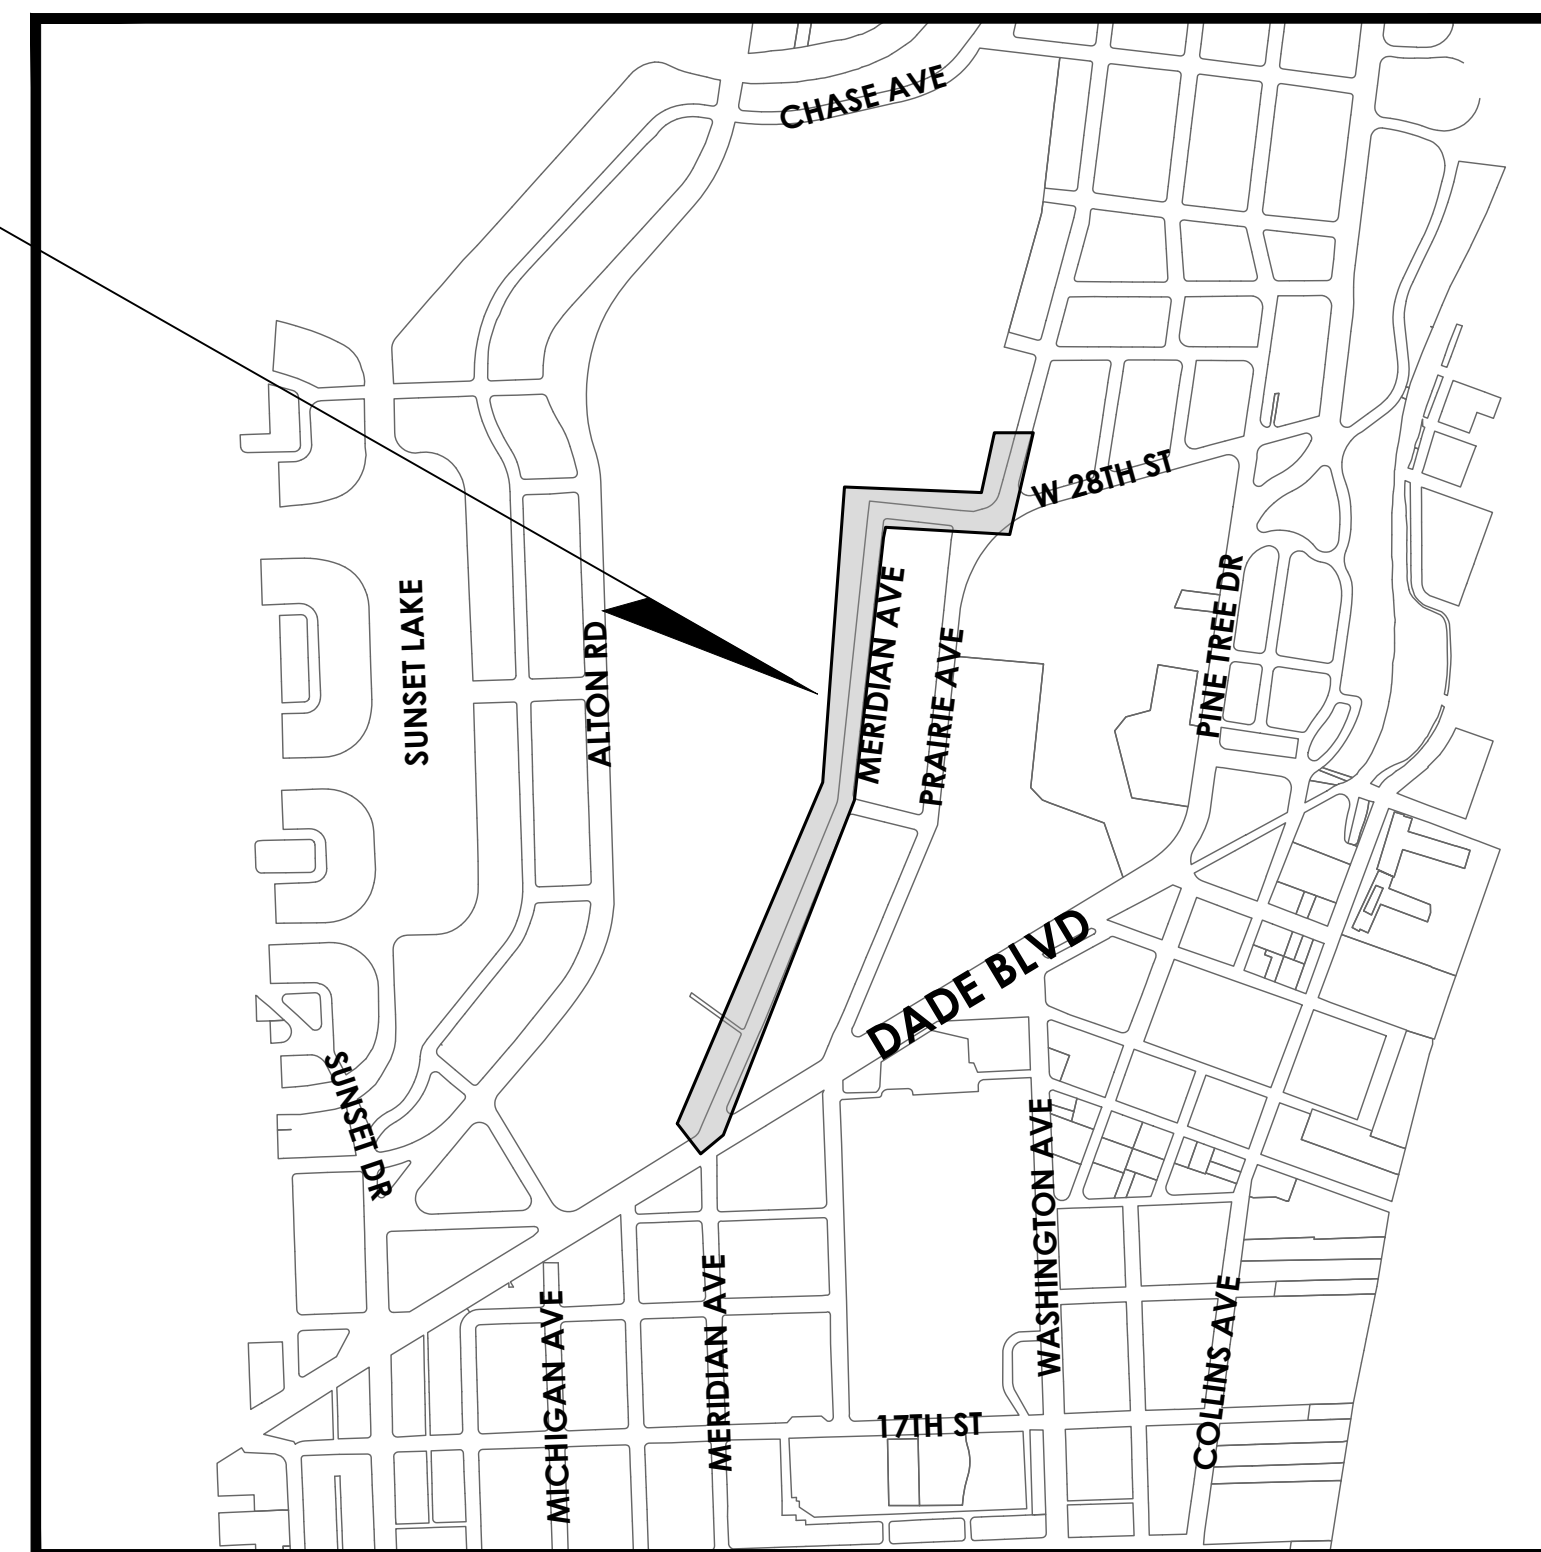 CHASE AVE
W 28TH ST
SUNSET LAKE
ALTON RD
MERIDIAN AVE
PRAIRIE AVE
PINE TREE DR
DADE BLVD
SUNSET DR
WASHINGTON AVE
MICHIGAN AVE
MERIDIAN AVE
COLLINS AVE
17TH ST